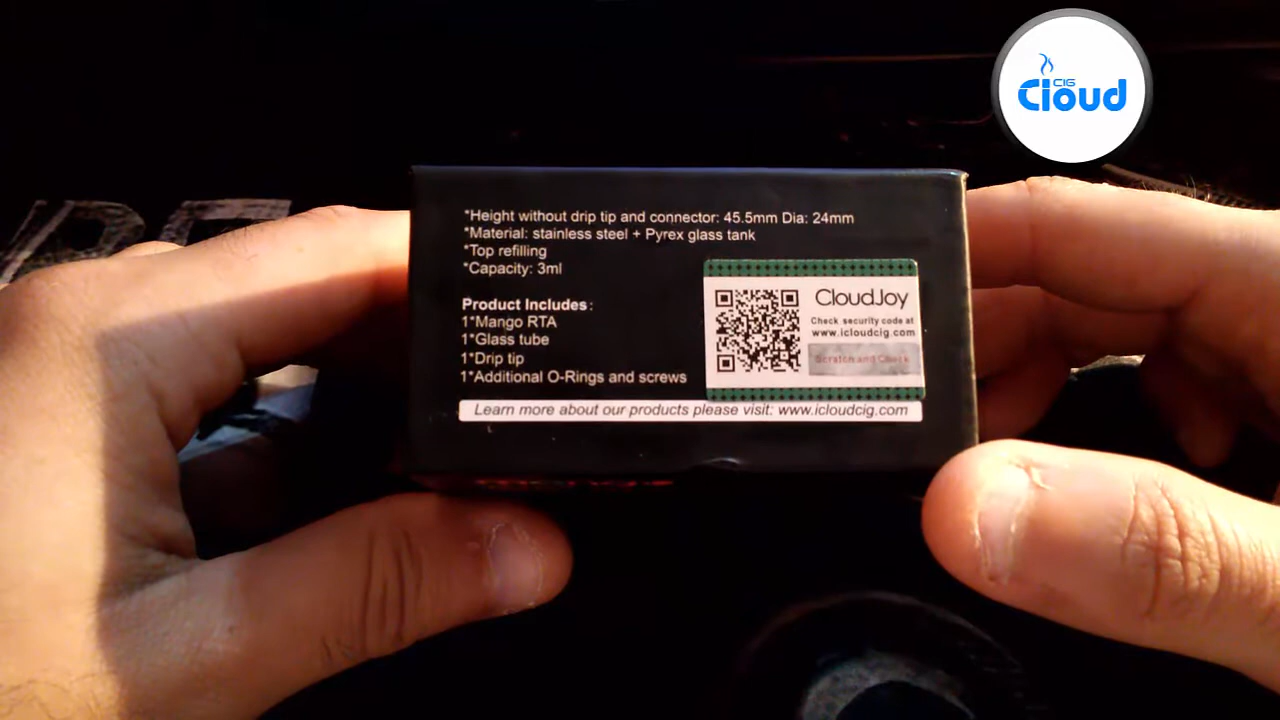 CIG
Cloud
*Height without drip tip and connector: 45.5mm Dia: 24mm
*Material: stainless steel + Pyrex glass tank
*Top refilling
*Capacity: 3ml
Product Includes:
1*Mango RTA
1*Glass tube
1*Drip tip
1*Additional O-Rings and screws
CloudJoy
Check security code at
www.icloudcig.com
Scratch and Check
Learn more about our products please visit: www.icloudcig.com